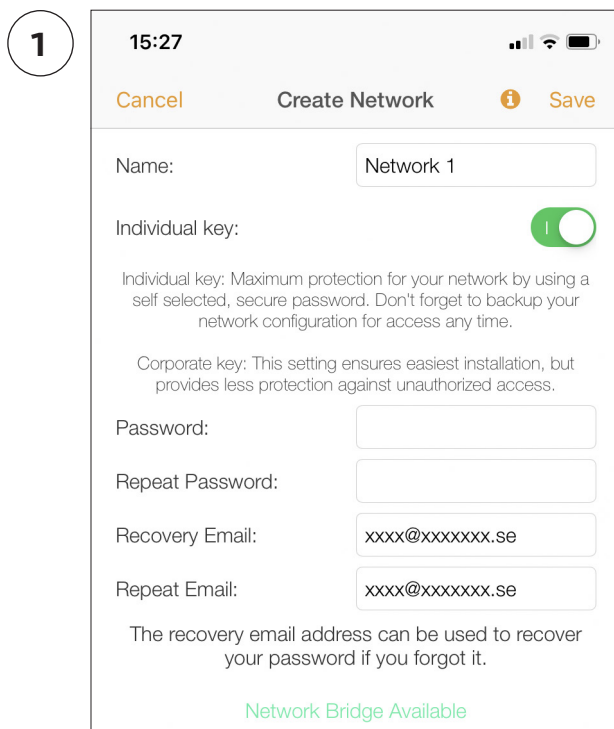 1
15:27
Cancel Create Network i Save
Name: Network 1
Individual key:
Individual key: Maximum protection for your network by using a
self selected, secure password. Don't forget to backup your
network configuration for access any time.
Corporate key: This setting ensures easiest installation, but
provides less protection against unauthorized access.
Password:
Repeat Password:
Recovery Email: xxxx@xxxxxxx.se
Repeat Email: xxxx@xxxxxxx.se
The recovery email address can be used to recover
your password if you forgot it.
Network Bridge Available